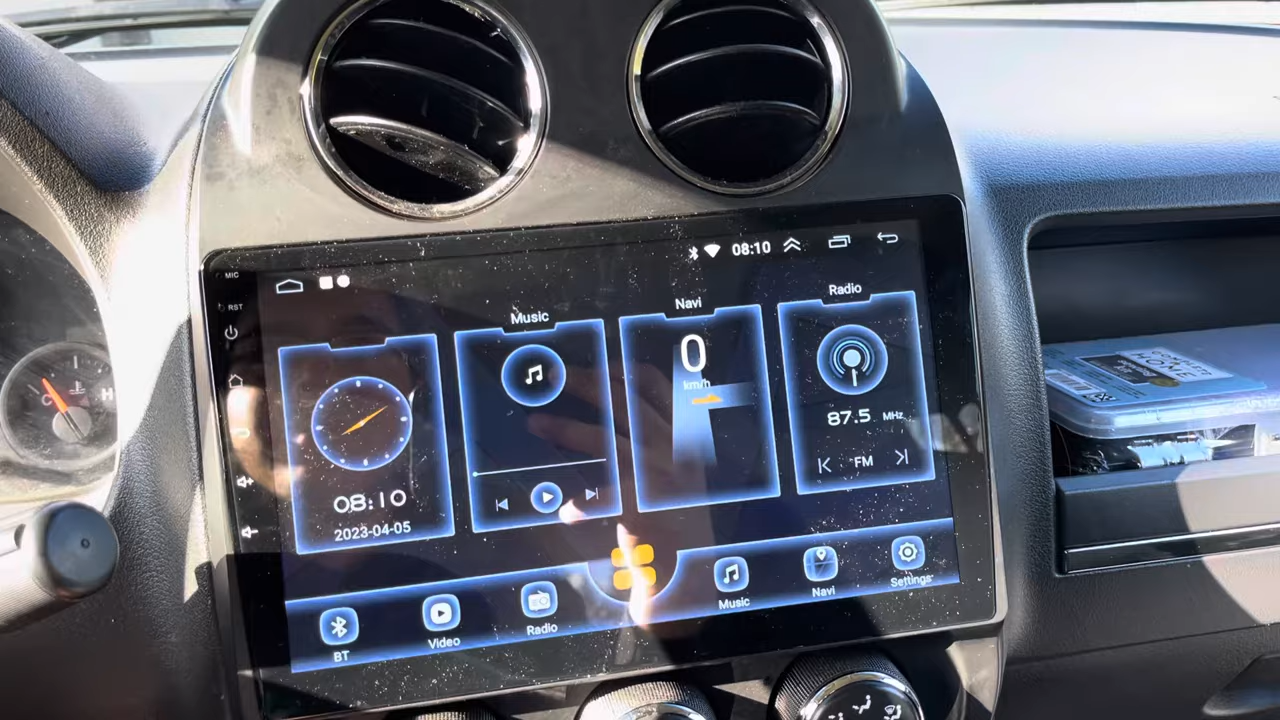 MIC
08:10
RST
Music
Navi
Radio
0
km/h
87.5 MHz
FM
08:10
2023-04-05
BT
Video
Radio
Music
Navi
Settings
C
H
HOME